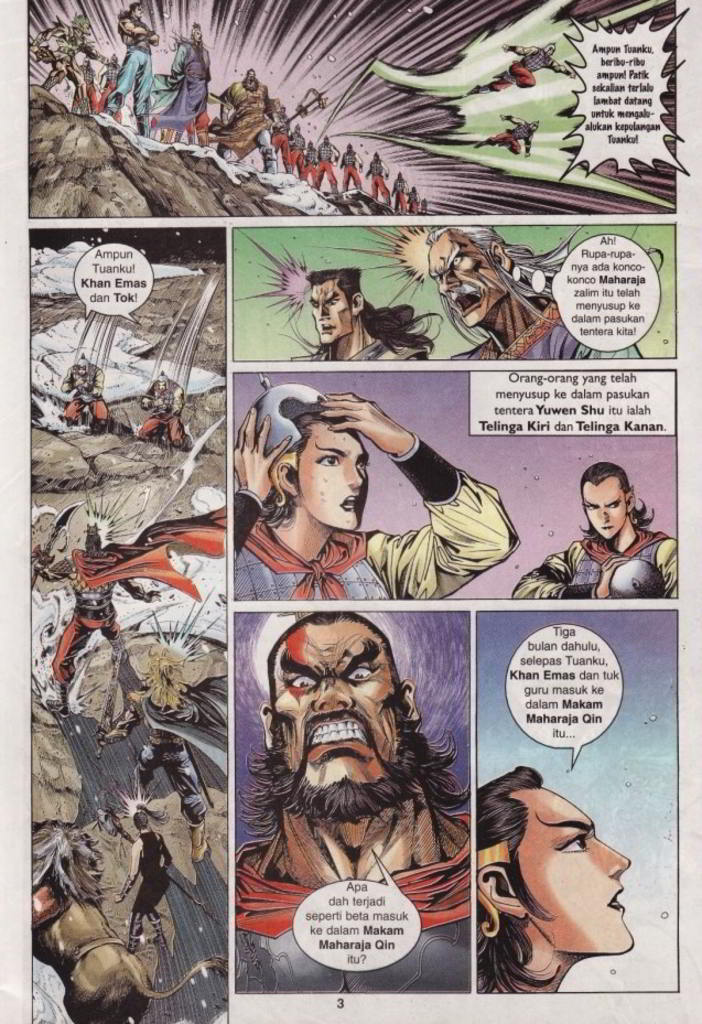 Ampun Tuanku,
beribu-ribu
ampun! Patik
sekalian terlalu
lambat datang
untuk mengalu-
alukan kepulangan
Tuanku!
Ampun
Tuanku!
Khan Emas
dan Tok!
Ah!
Rupa-rupa-
nya ada konco-
konco Maharaja
zalim itu telah
menyusup ke
dalam pasukan
tentera kita!
Orang-orang yang telah
menyusup ke dalam pasukan
tentera Yuwen Shu itu ialah
Telinga Kiri dan Telinga Kanan.
Apa
dah terjadi
seperti beta masuk
ke dalam Makam
Maharaja Qin
itu?
Tiga
bulan dahulu,
selepas Tuanku,
Khan Emas dan tuk
guru masuk ke
dalam Makam
Maharaja Qin
itu...
3